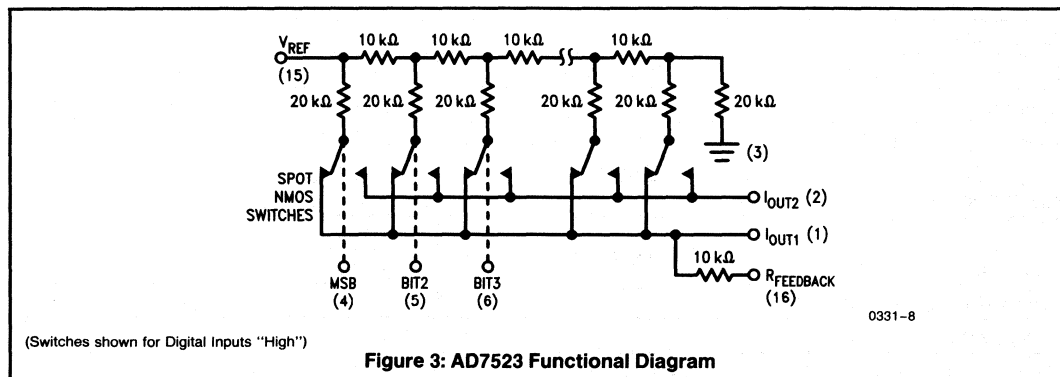 V_REF
(15)
10 kΩ 10 kΩ 10 kΩ 10 kΩ
20 kΩ 20 kΩ 20 kΩ 20 kΩ 20 kΩ 20 kΩ
(3)
SPOT
NMOS
SWITCHES
I_OUT2 (2)
I_OUT1 (1)
10 kΩ
R_FEEDBACK
(16)
MSB
(4)
BIT2
(5)
BIT3
(6)
0331-8
(Switches shown for Digital Inputs "High")
Figure 3: AD7523 Functional Diagram